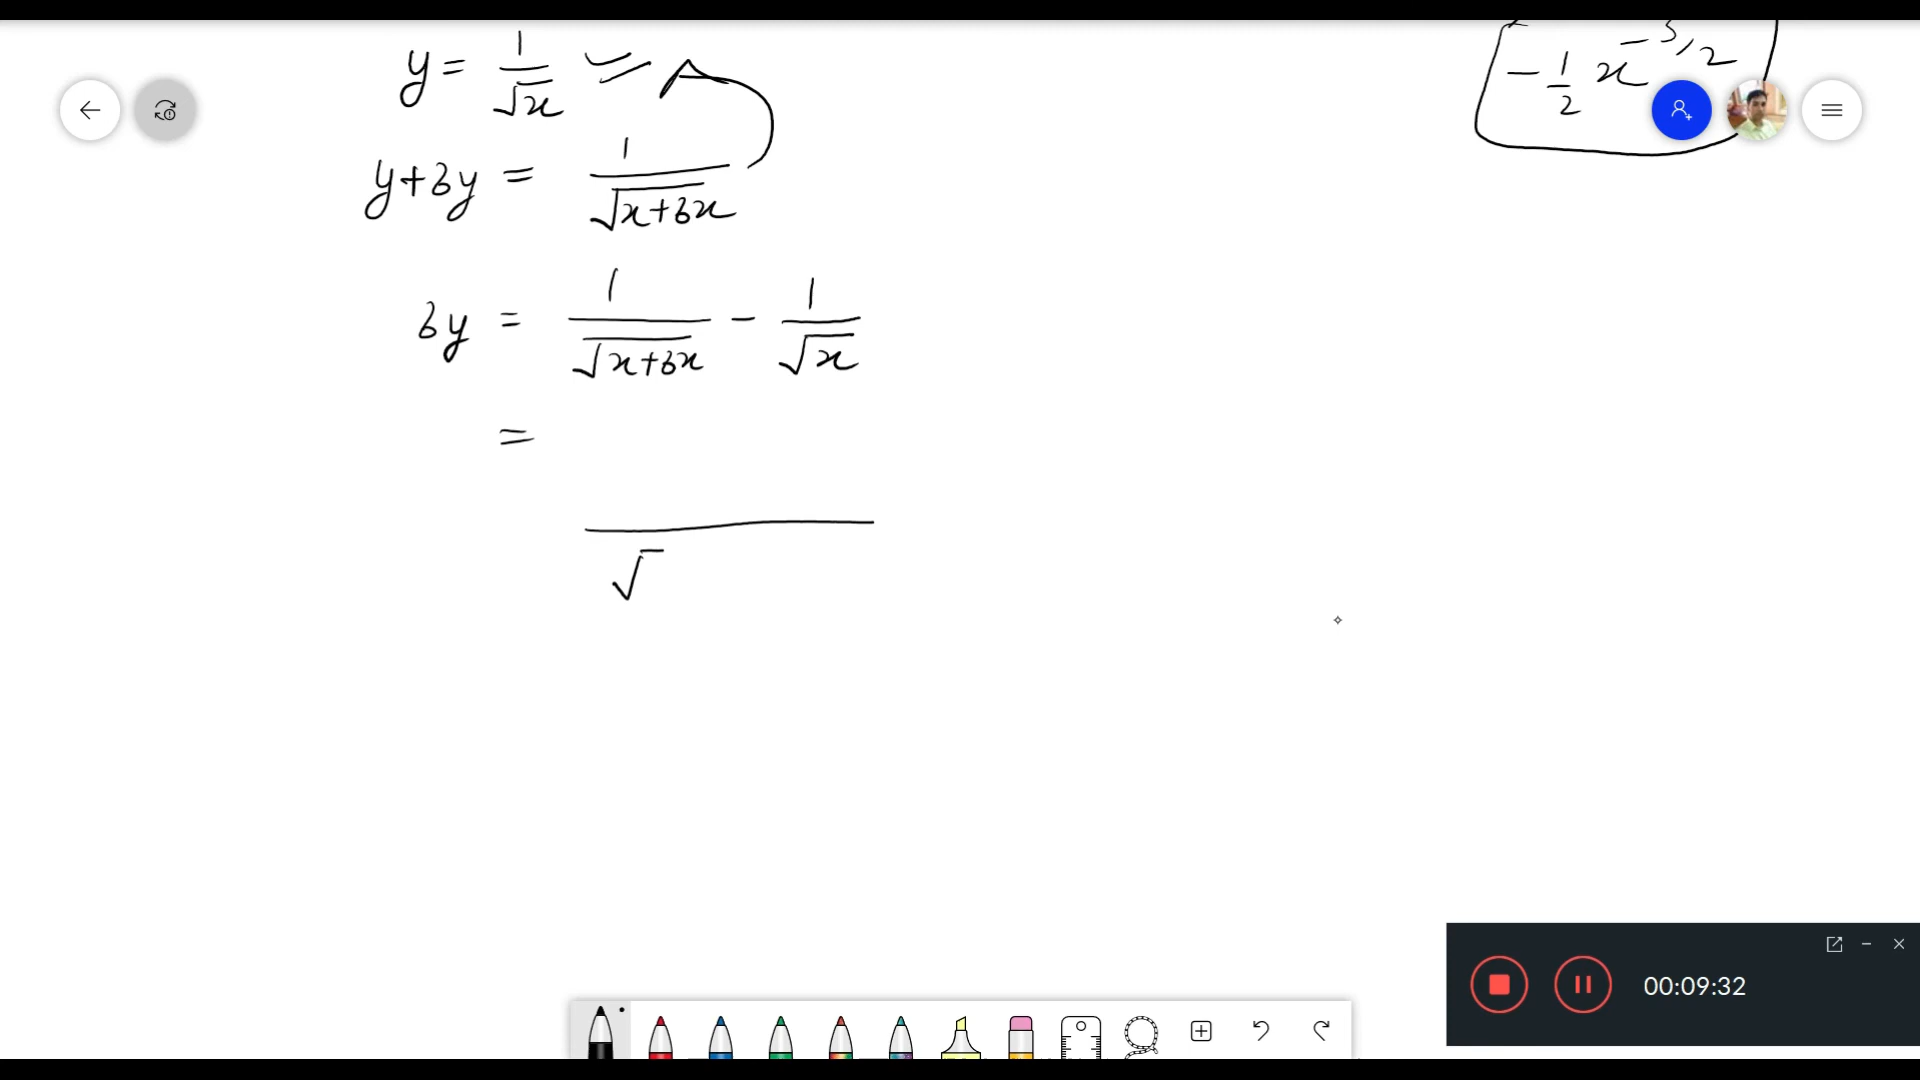 y = 1/√x
y+δy = 1/√(x+δx)
δy = 1/√(x+δx) - 1/√x
=
√
-1/2 x^(-3/2)
00:09:32